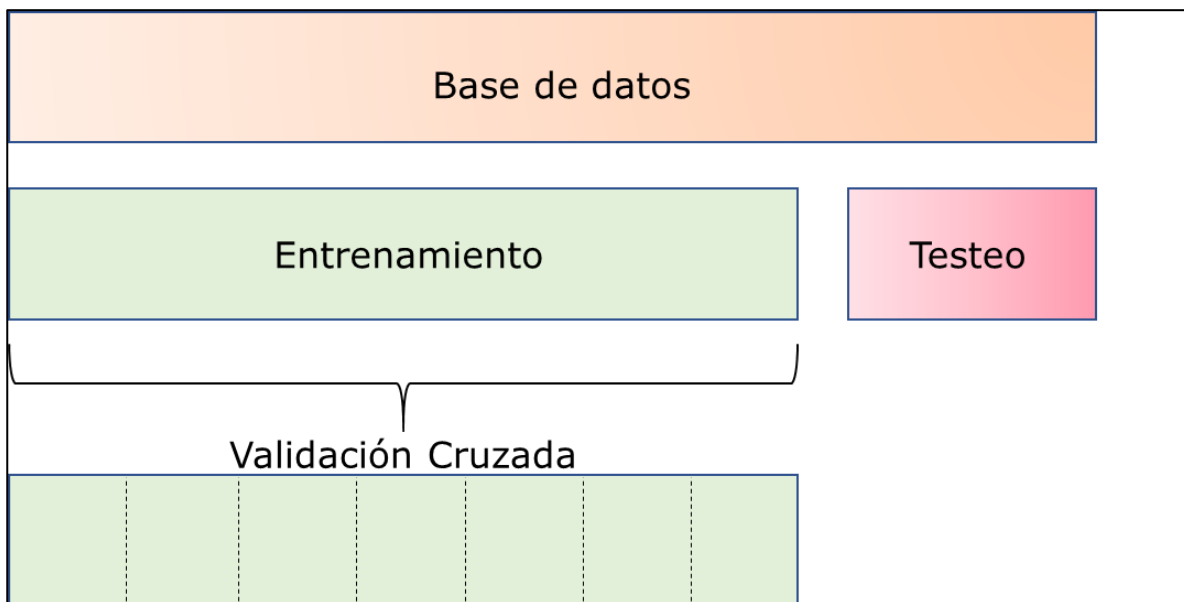 Base de datos
Entrenamiento
Testeo
Validación Cruzada